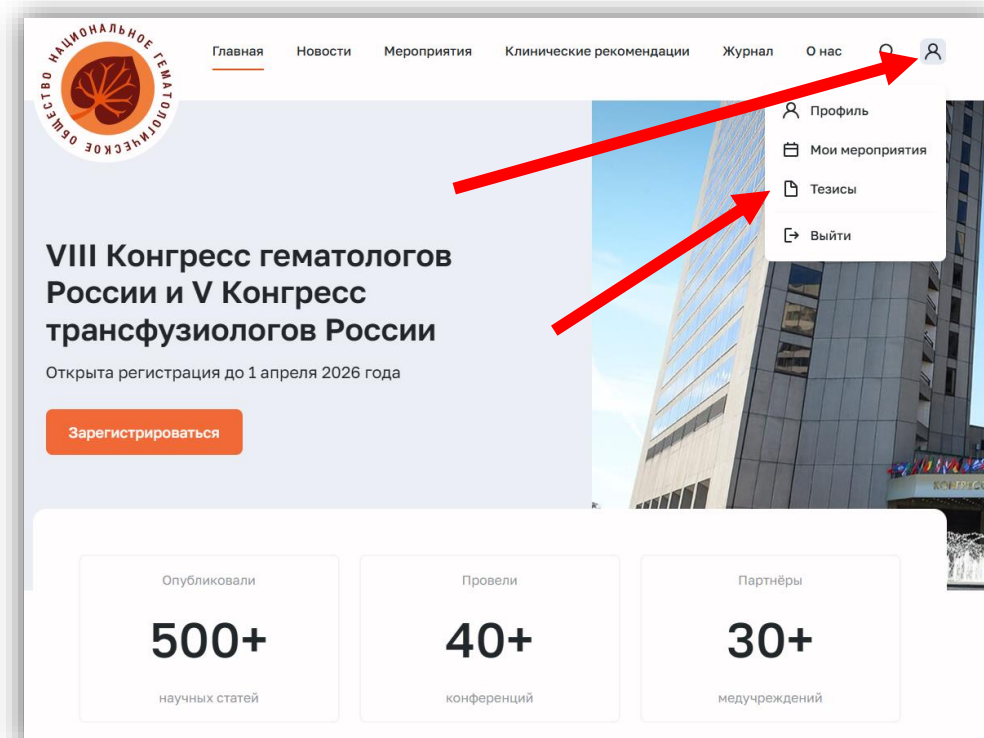 НАЦИОНАЛЬНОЕ ГЕМАТОЛОГИЧЕСКОЕ ОБЩЕСТВО
Главная Новости Мероприятия Клинические рекомендации Журнал О нас
Профиль
Мои мероприятия
Тезисы
Выйти
VIII Конгресс гематологов
России и V Конгресс
трансфузиологов России
Открыта регистрация до 1 апреля 2026 года
Зарегистрироваться
Опубликовали Провели Партнёры
500+ 40+ 30+
научных статей конференций медучреждений